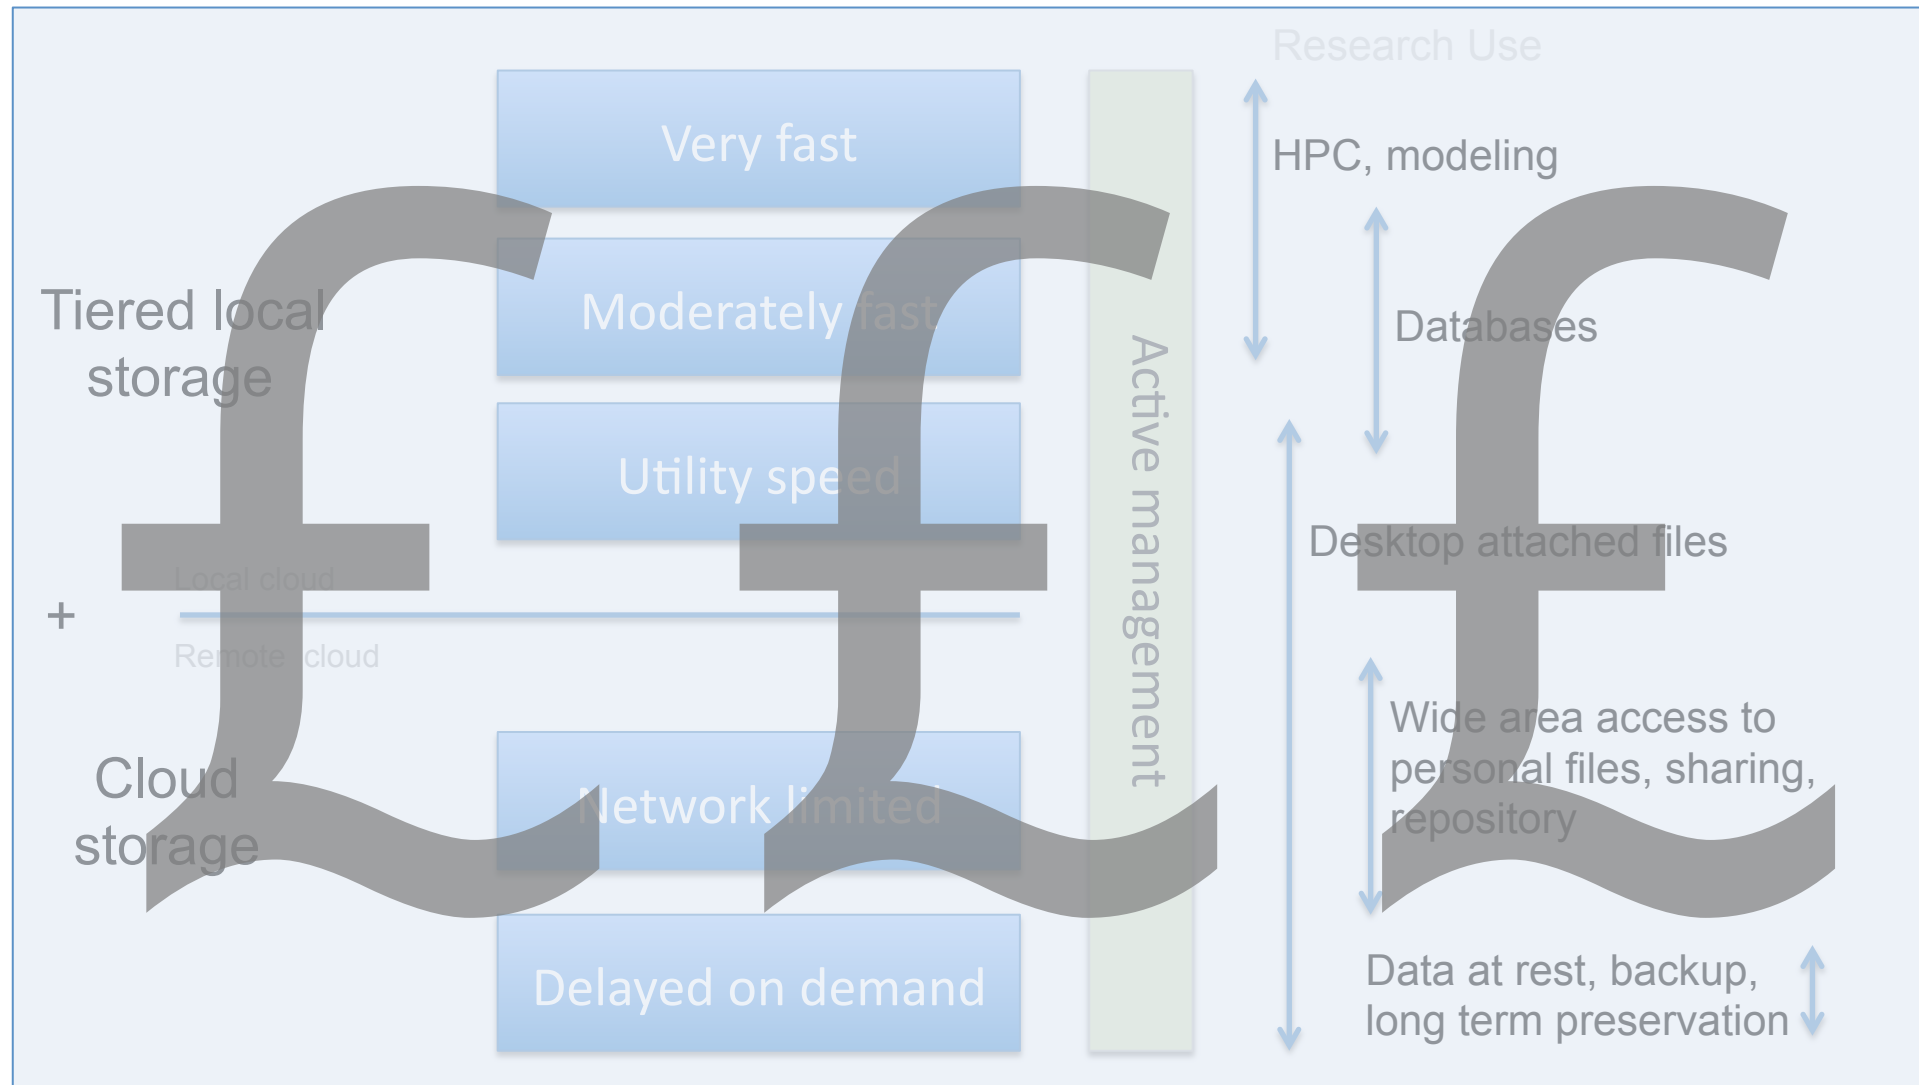 Research Use
Very fast
HPC, modeling
Tiered local
storage
Moderately fast
Databases
Utility speed
Active management
Desktop attached files
Local cloud
+
Remote cloud
Cloud
storage
Network limited
Wide area access to
personal files, sharing,
repository
Delayed on demand
Data at rest, backup,
long term preservation
£££